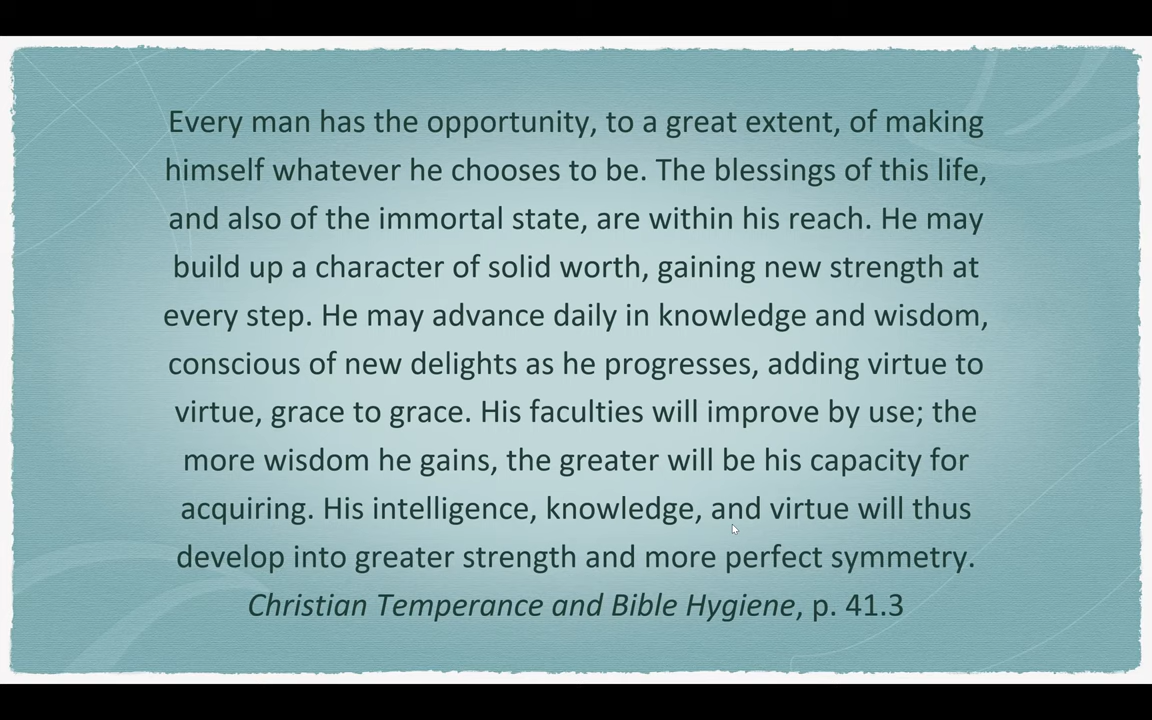 Every man has the opportunity, to a great extent, of making
himself whatever he chooses to be. The blessings of this life,
and also of the immortal state, are within his reach. He may
build up a character of solid worth, gaining new strength at
every step. He may advance daily in knowledge and wisdom,
conscious of new delights as he progresses, adding virtue to
virtue, grace to grace. His faculties will improve by use; the
more wisdom he gains, the greater will be his capacity for
acquiring. His intelligence, knowledge, and virtue will thus
develop into greater strength and more perfect symmetry.
Christian Temperance and Bible Hygiene, p. 41.3